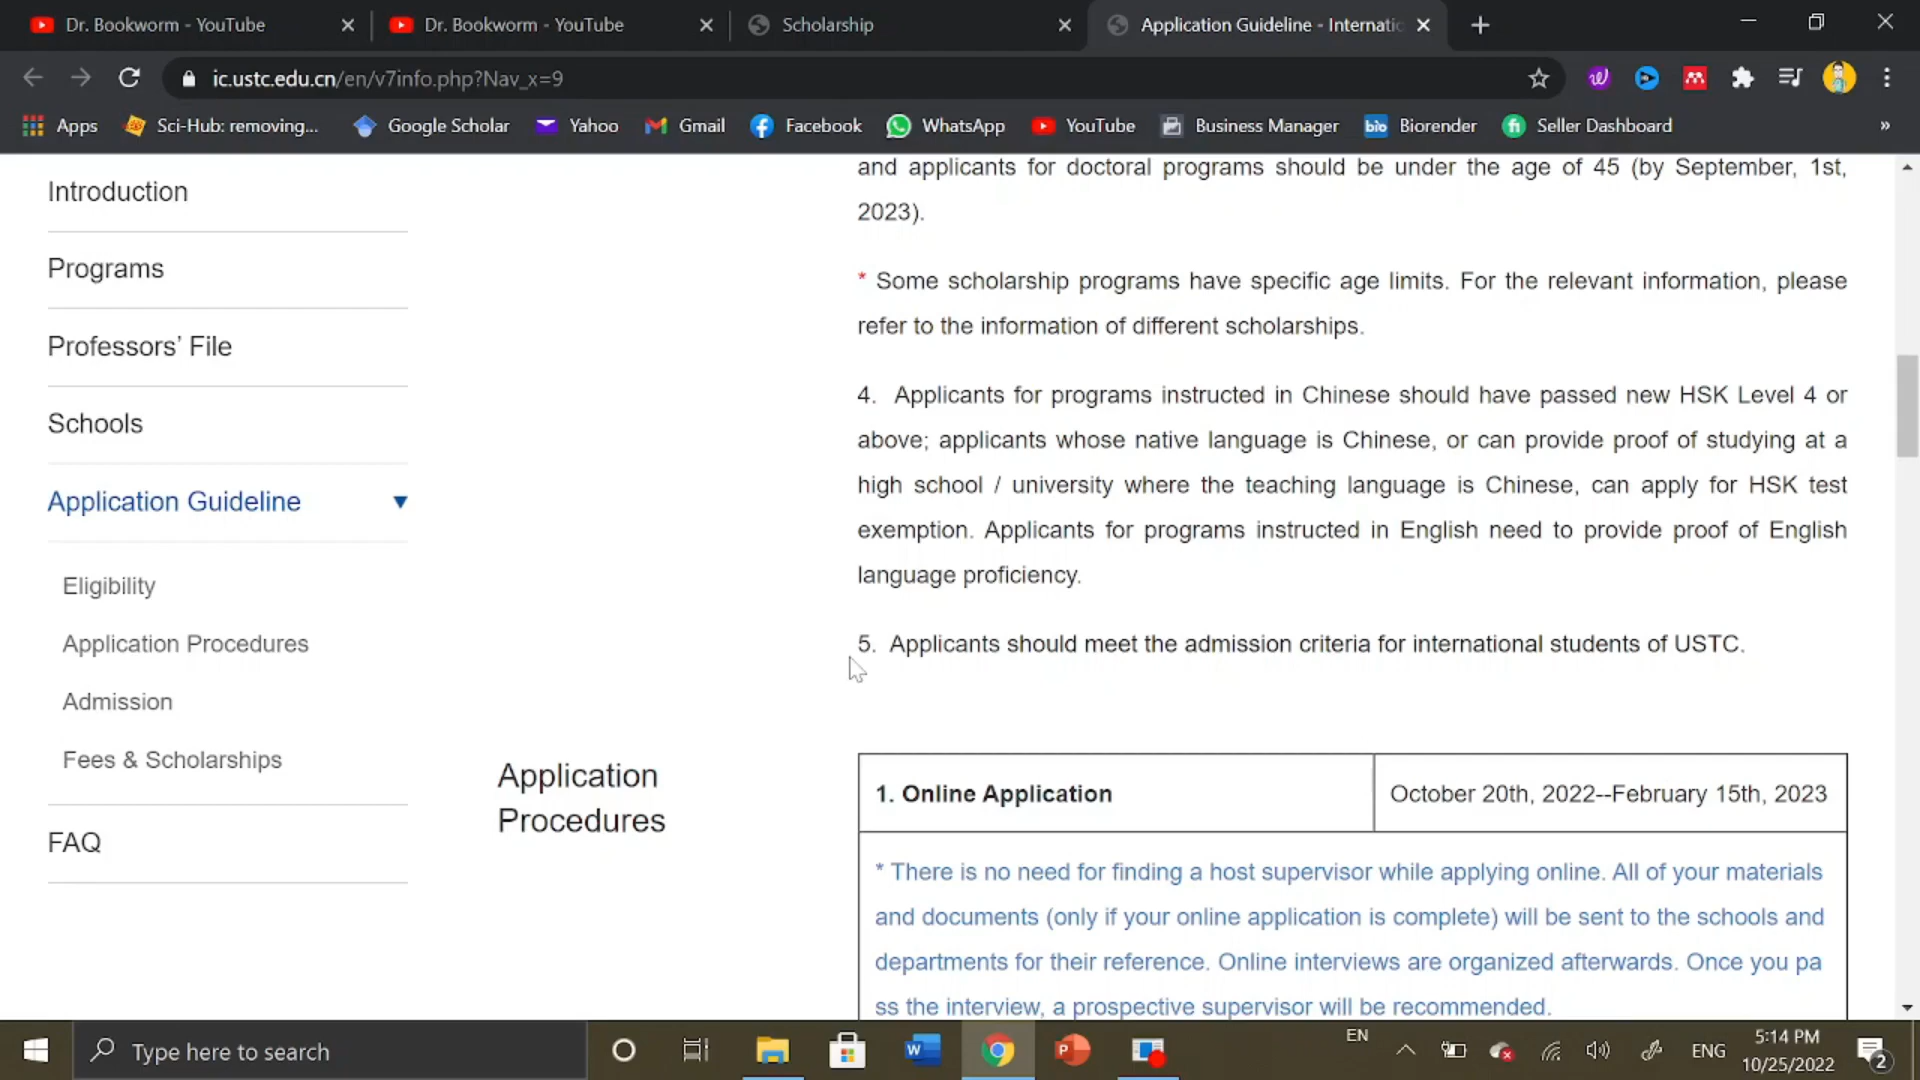 Dr. Bookworm - YouTube
Dr. Bookworm - YouTube
Scholarship
Application Guideline - Internatic
ic.ustc.edu.cn/en/v7info.php?Nav_x=9
Apps
Sci-Hub: removing...
Google Scholar
Yahoo
Gmail
Facebook
WhatsApp
YouTube
Business Manager
bio
Biorender
Seller Dashboard
»
Introduction
Programs
Professors’ File
Schools
Application Guideline
Eligibility
Application Procedures
Admission
Fees & Scholarships
FAQ
and applicants for doctoral programs should be under the age of 45 (by September, 1st,
2023).
* Some scholarship programs have specific age limits. For the relevant information, please
refer to the information of different scholarships.
4. Applicants for programs instructed in Chinese should have passed new HSK Level 4 or
above; applicants whose native language is Chinese, or can provide proof of studying at a
high school / university where the teaching language is Chinese, can apply for HSK test
exemption. Applicants for programs instructed in English need to provide proof of English
language proficiency.
5. Applicants should meet the admission criteria for international students of USTC.
Application
Procedures
1. Online Application
October 20th, 2022--February 15th, 2023
* There is no need for finding a host supervisor while applying online. All of your materials
and documents (only if your online application is complete) will be sent to the schools and
departments for their reference. Online interviews are organized afterwards. Once you pa
ss the interview, a prospective supervisor will be recommended.
Type here to search
EN
ENG
5:14 PM
10/25/2022
2